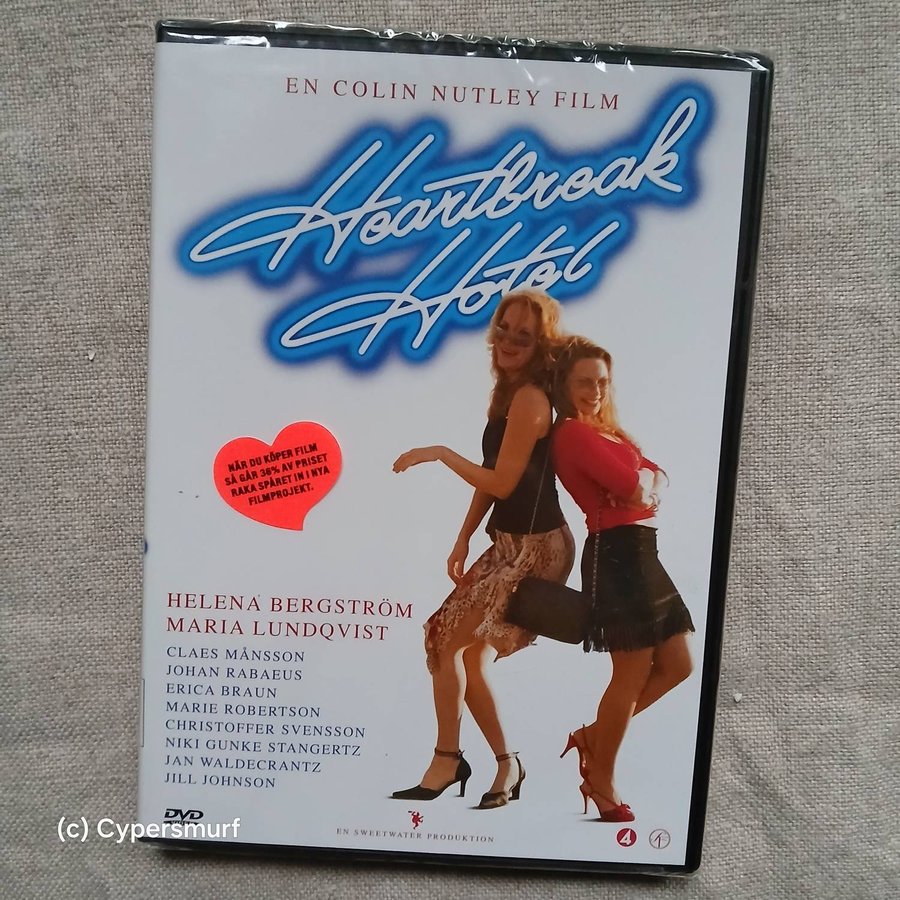 EN COLIN NUTLEY FILM
Heartbreak
Hotel
NÄR DU KÖPER FILM
SÅ GÅR 36% AV PRISET
RAKA SPÅRET IN I NYA
FILMPROJEKT.
HELENA BERGSTRÖM
MARIA LUNDQVIST
CLAES MÅNSSON
JOHAN RABAEUS
ERICA BRAUN
MARIE ROBERTSON
CHRISTOFFER SVENSSON
NIKI GUNKE STANGERTZ
JAN WALDECRANTZ
JILL JOHNSON
DVD
EN SWEETWATER PRODUKTION
4
(c) Cypersmurf